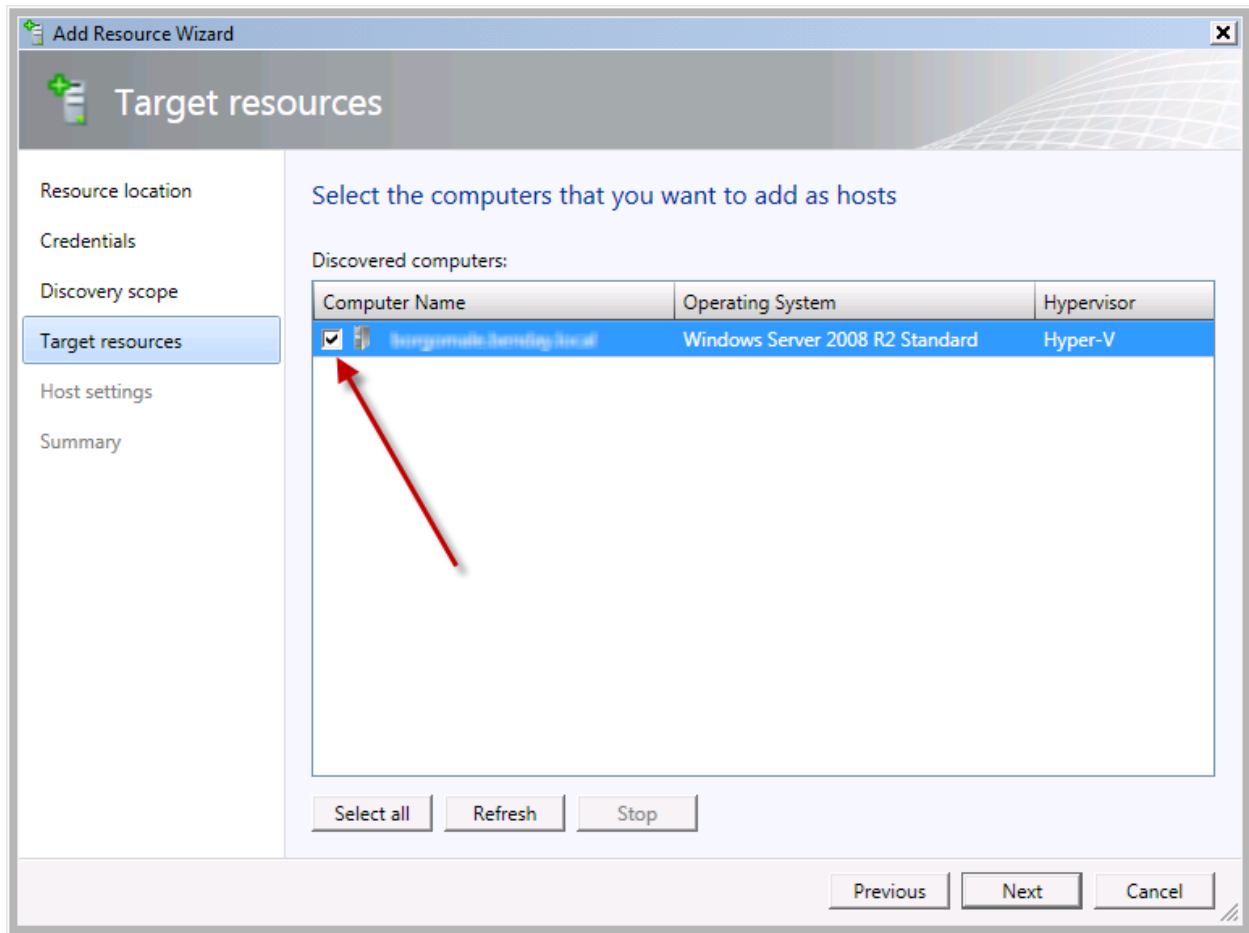 Add Resource Wizard
Target resources
Resource location
Credentials
Discovery scope
Target resources
Host settings
Summary
Select the computers that you want to add as hosts
Discovered computers:
Computer Name Operating System Hypervisor
Windows Server 2008 R2 Standard Hyper-V
Select all Refresh Stop
Previous Next Cancel